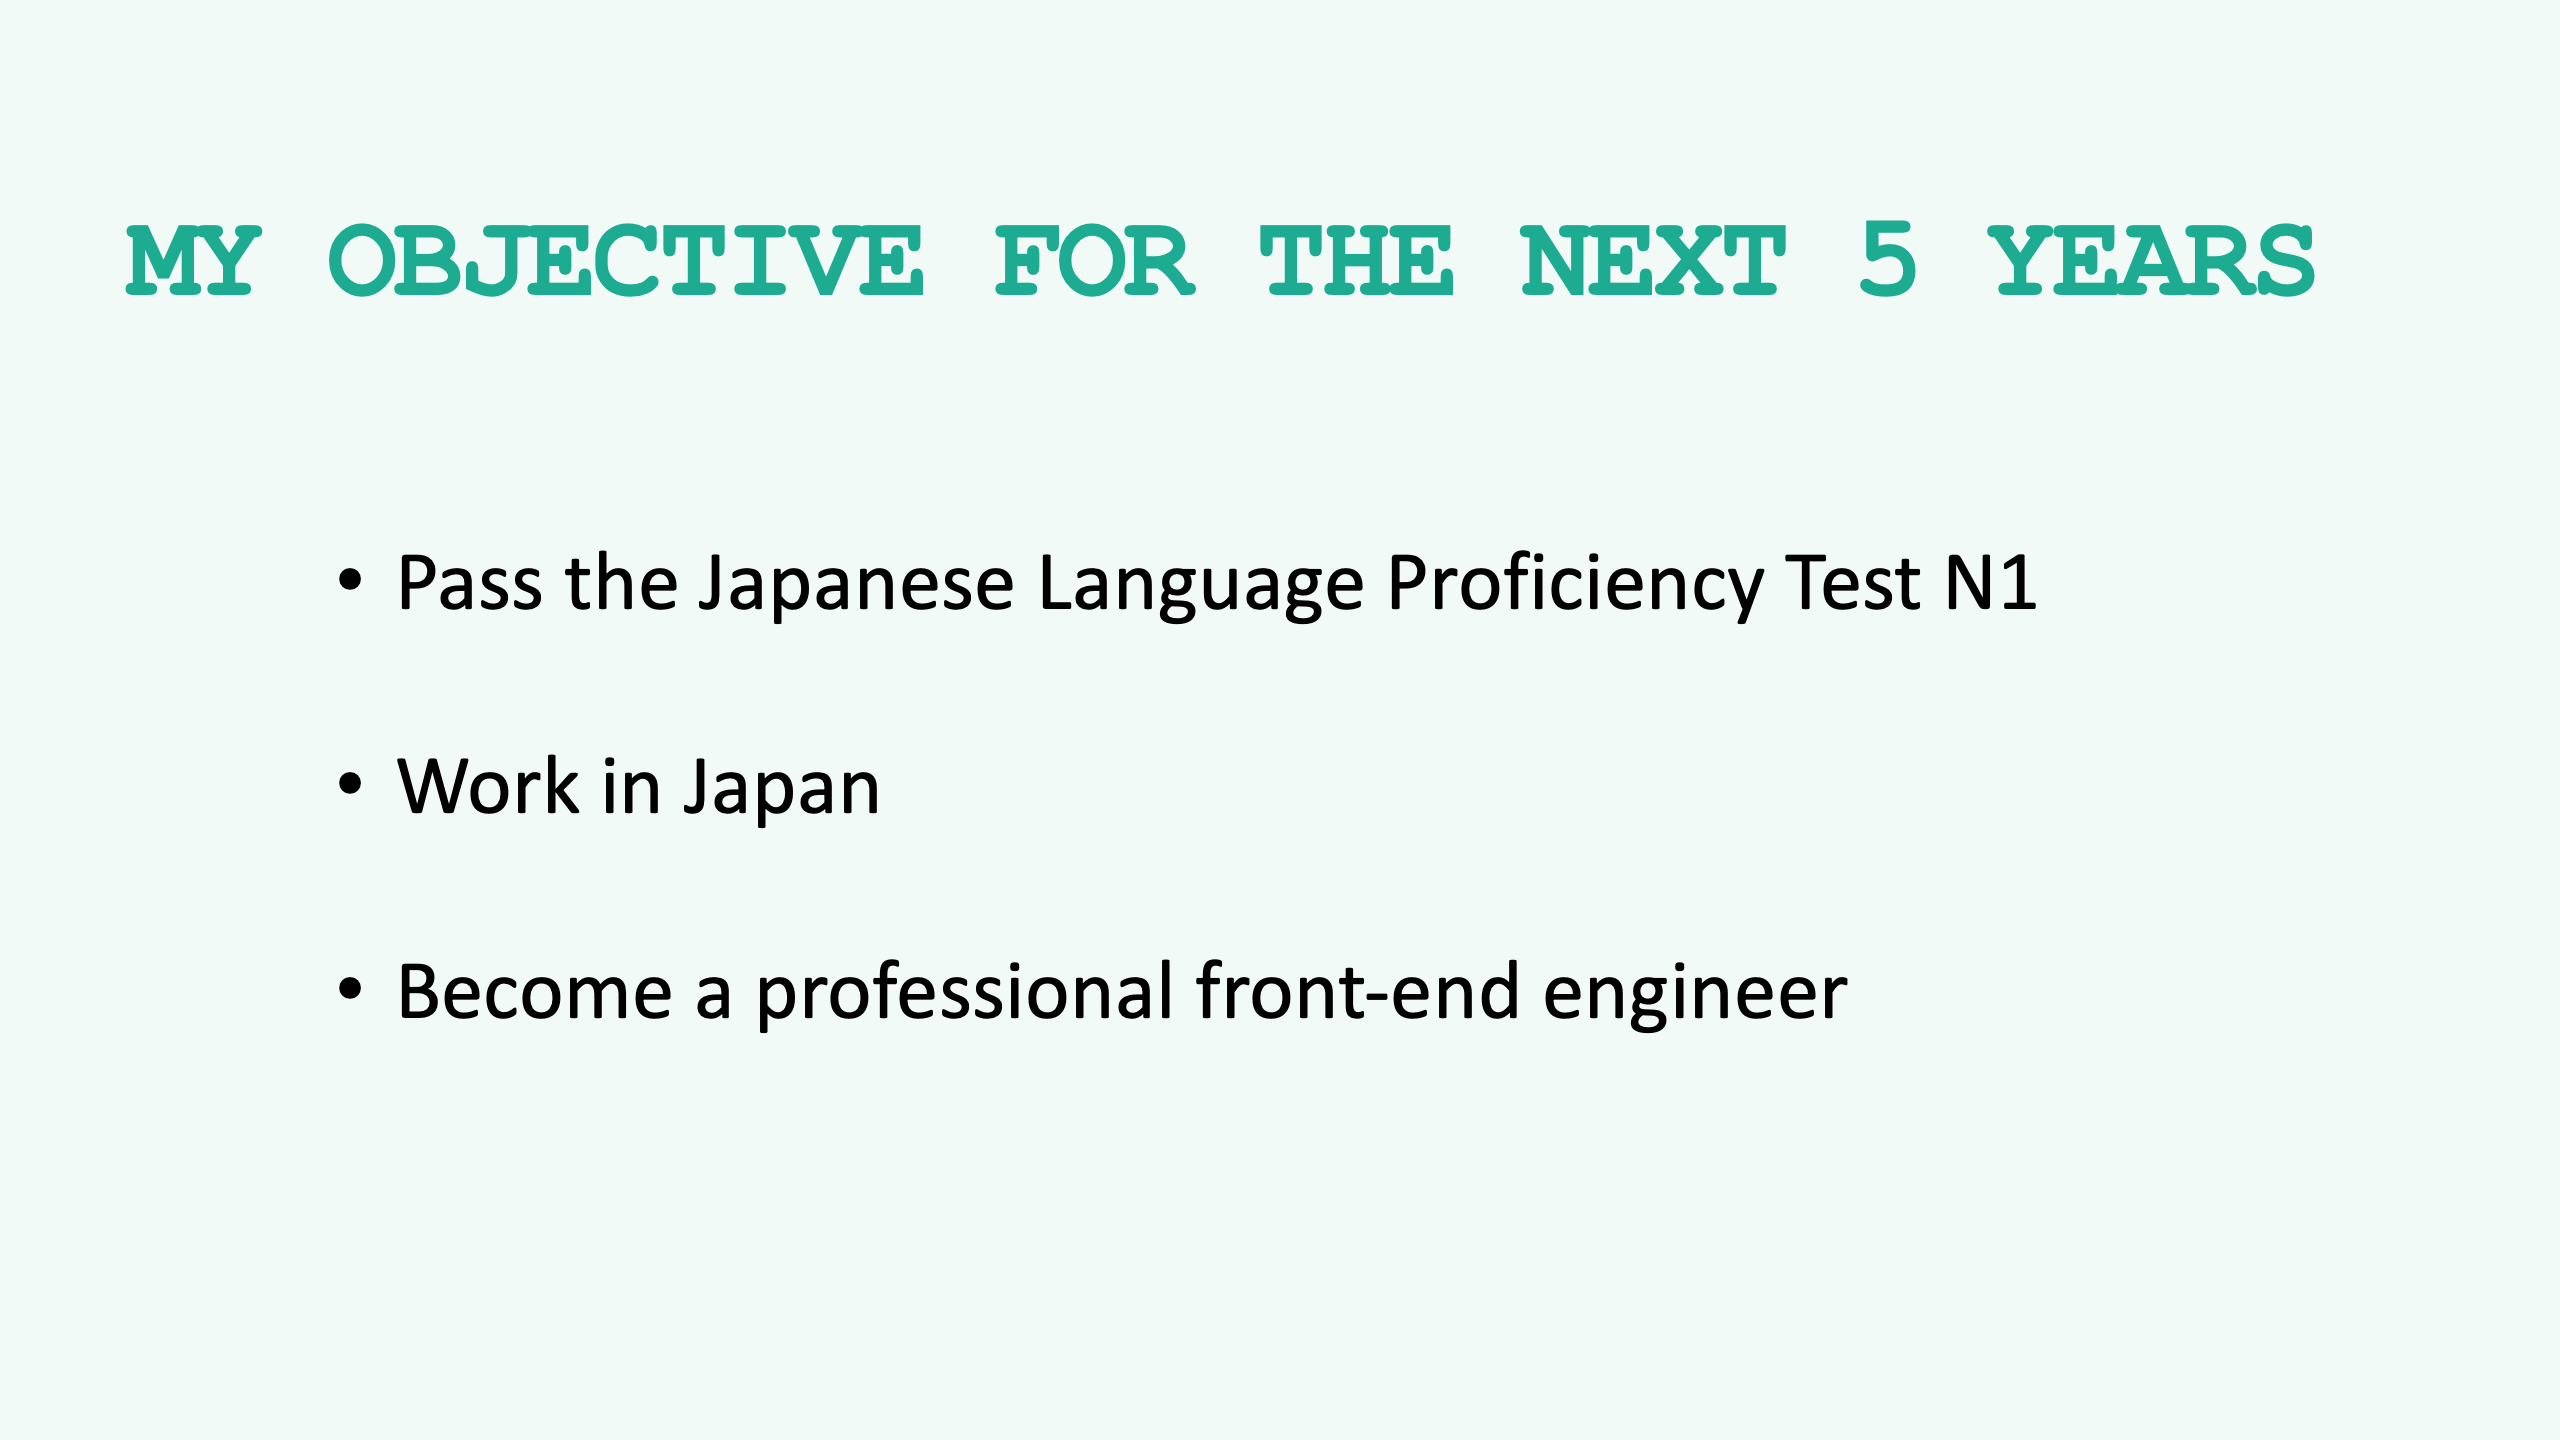 MY OBJECTIVE FOR THE NEXT 5 YEARS
• Pass the Japanese Language Proficiency Test N1
• Work in Japan
• Become a professional front-end engineer